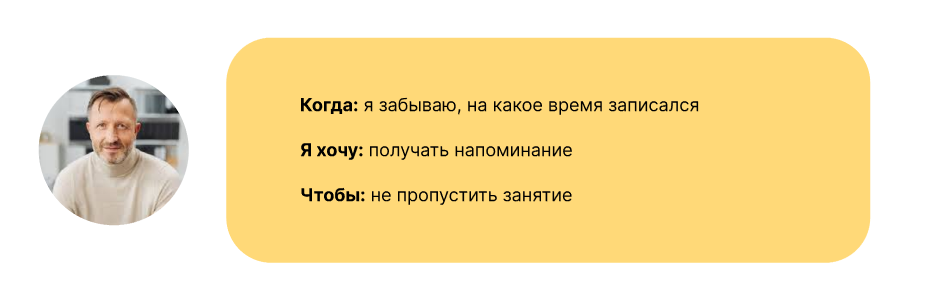 Когда: я забываю, на какое время записался
Я хочу: получать напоминание
Чтобы: не пропустить занятие